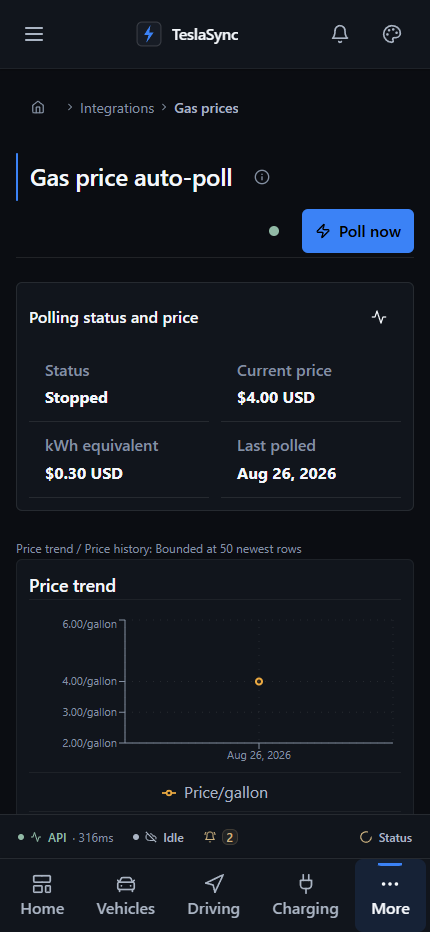 TeslaSync
Integrations Gas prices
Gas price auto-poll
Poll now
Polling status and price
Status Current price
Stopped $4.00 USD
kWh equivalent Last polled
$0.30 USD Aug 26, 2026
Price trend / Price history: Bounded at 50 newest rows
Price trend
6.00/gallon
4.00/gallon
3.00/gallon
2.00/gallon
Aug 26, 2026
Price/gallon
API · 316ms Idle 2 Status
Home Vehicles Driving Charging More